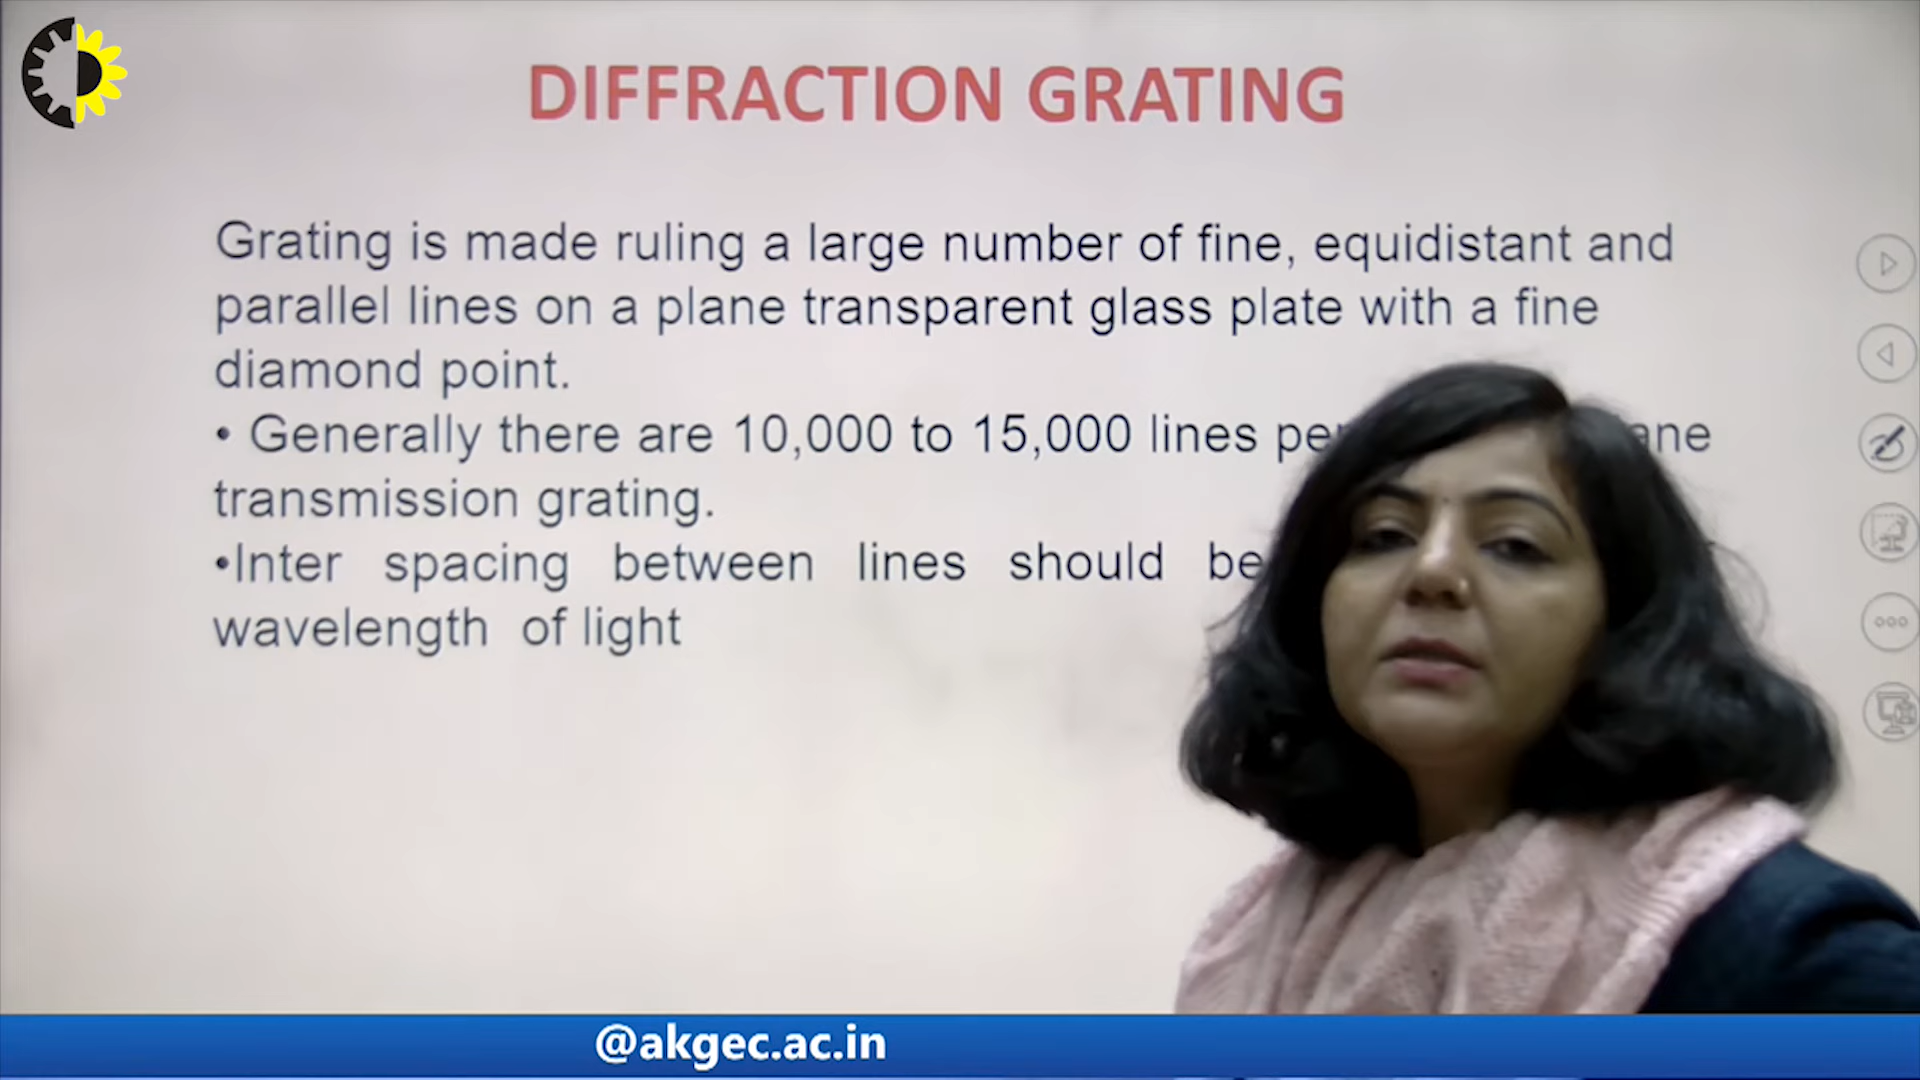 DIFFRACTION GRATING
Grating is made ruling a large number of fine, equidistant and
parallel lines on a plane transparent glass plate with a fine
diamond point.
• Generally there are 10,000 to 15,000 lines per
transmission grating.
•Inter spacing between lines should be
wavelength of light
@akgec.ac.in